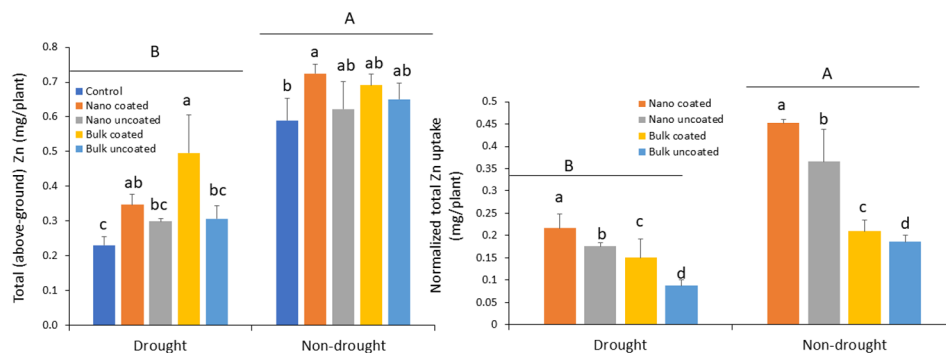 A
B
0.8
0.7
0.6
0.5
0.4
0.3
0.2
0.1
0.0
Total (above-ground) Zn (mg/plant)
Control
Nano coated
Nano uncoated
Bulk coated
Bulk uncoated
c
ab
bc
a
bc
b
a
ab
ab
ab
Drought
Non-drought
A
B
0.5
0.45
0.4
0.35
0.3
0.25
0.2
0.15
0.1
0.05
0
Normalized total Zn uptake
(mg/plant)
Nano coated
Nano uncoated
Bulk coated
Bulk uncoated
a
b
c
d
a
b
c
d
Drought
Non-drought